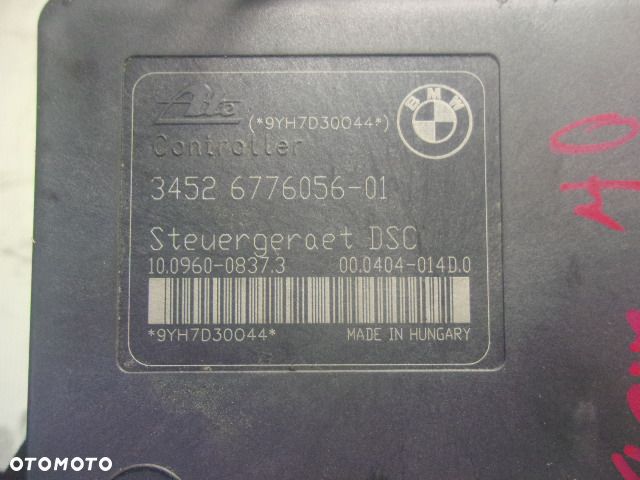 Ate
(*9YH7D30044*)
BMW
Controller
3452 6776056-01
Steuergeraet DSC
10.0960-0837.3 00.0404-014D.0
*9YH7D30044* MADE IN HUNGARY
OTOMOTO